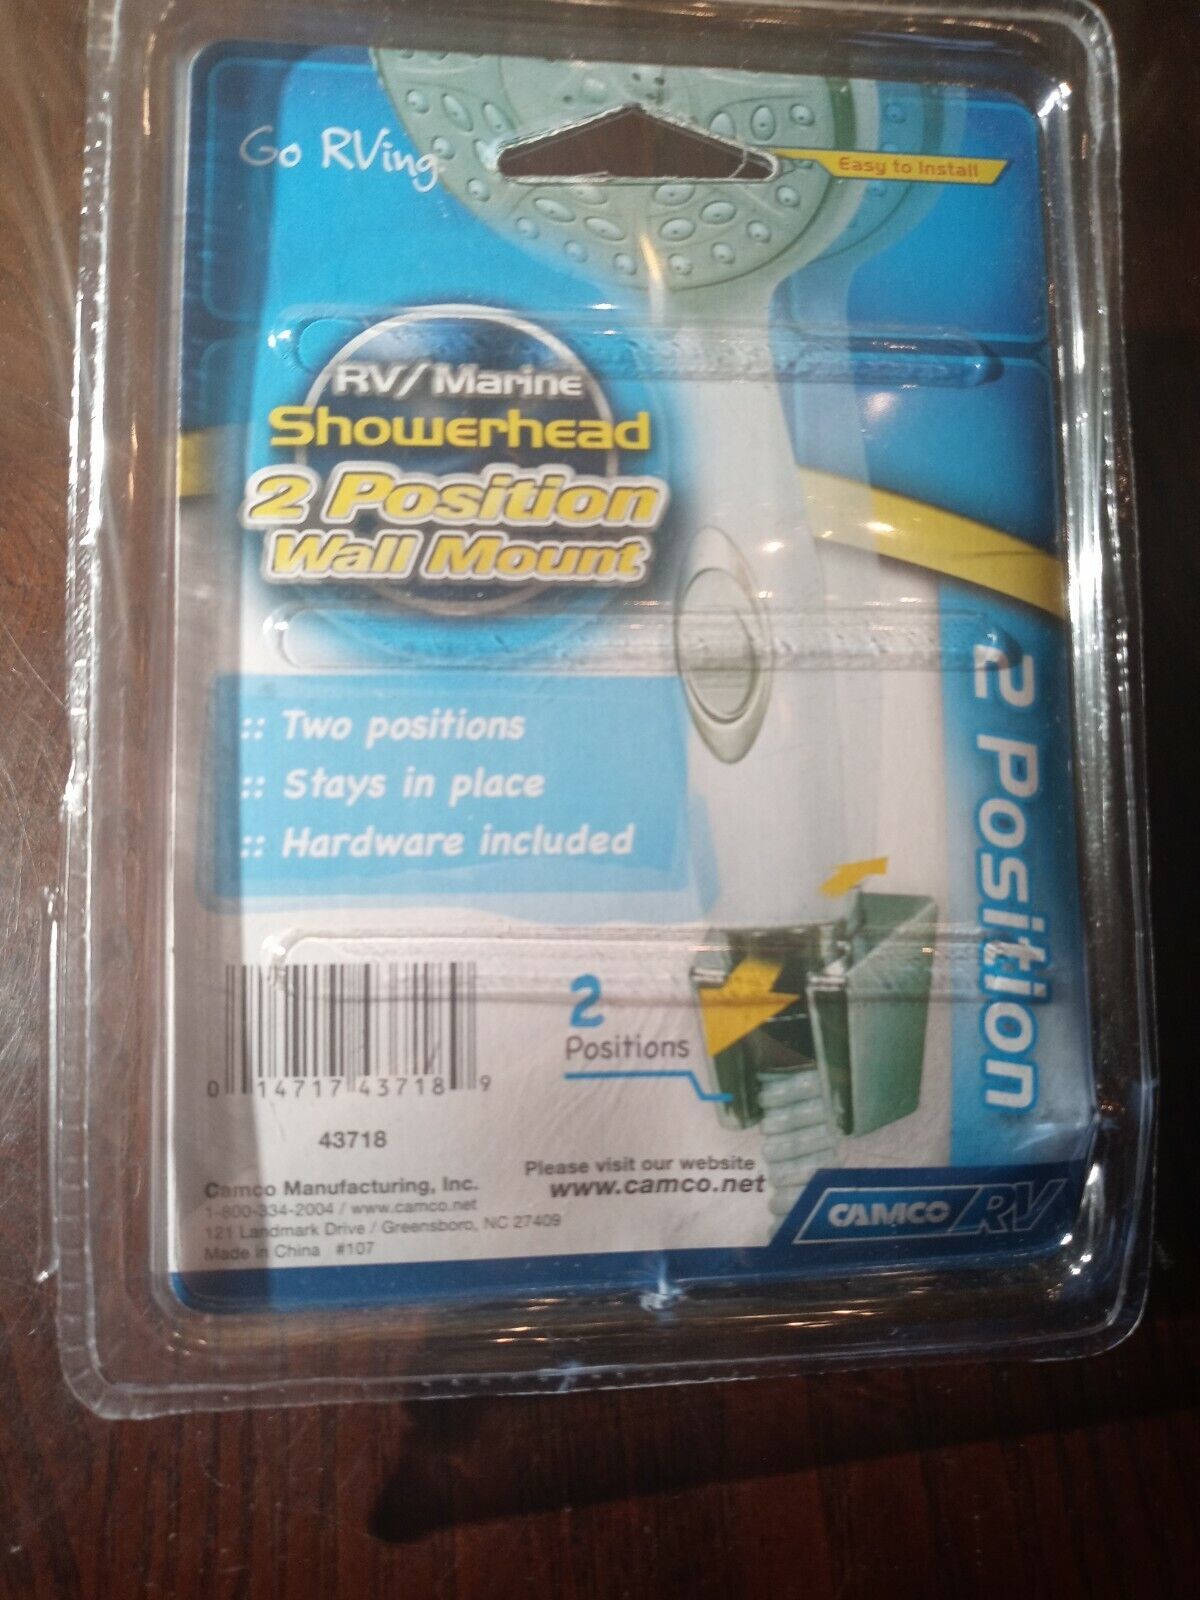 Go RVing
Easy to Install
RV/Marine
Showerhead
2 Position
Wall Mount
:: Two positions
:: Stays in place
:: Hardware included
2 Position
2
Positions
0 14717 43718 9
43718
Camco Manufacturing, Inc.
1-800-334-2004 / www.camco.net
121 Landmark Drive / Greensboro, NC 27409
Made in China #107
Please visit our website
www.camco.net
CAMCO RV